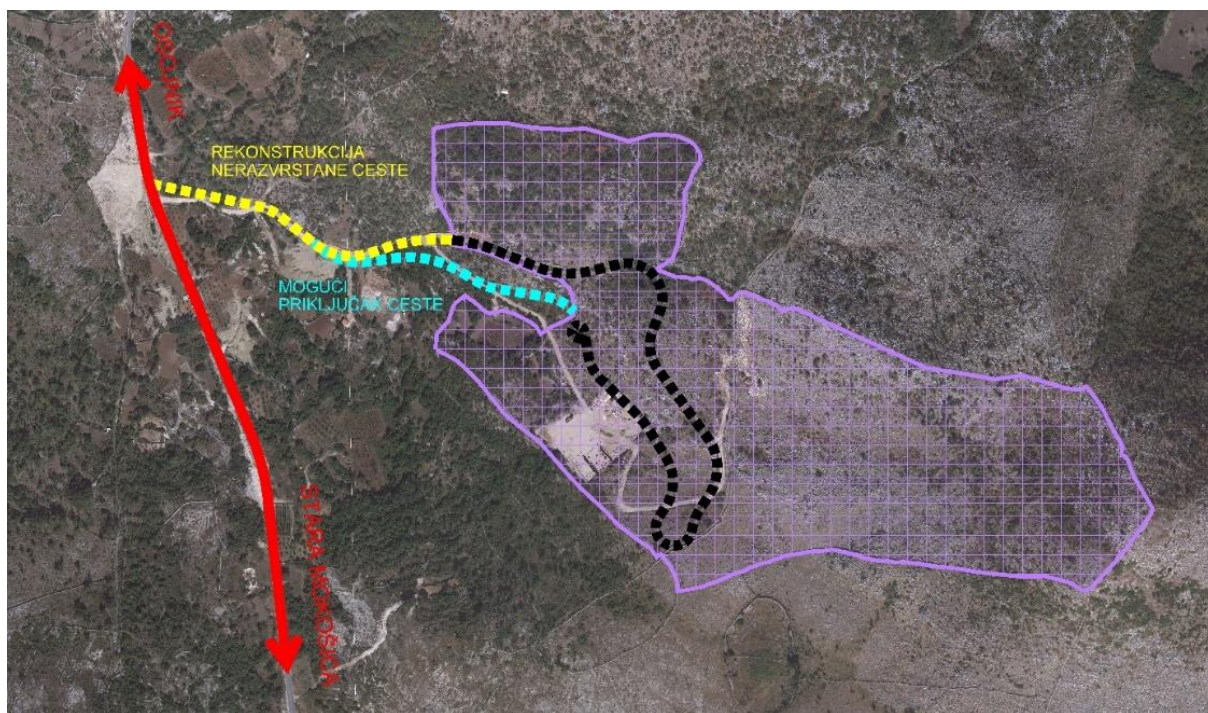 OSOJNIK
REKONSTRUKCIJA
NERAZVRSTANE CESTE
MOGUĆI
PRIKLJUČAK CESTE
STARA MOKOŠICA